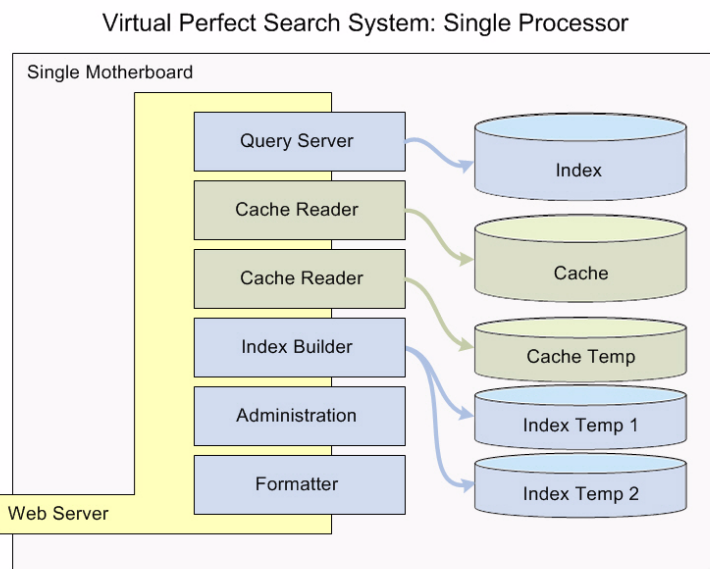 Virtual Perfect Search System: Single Processor
Single Motherboard
Query Server
Index
Cache Reader
Cache
Cache Reader
Cache Temp
Index Builder
Index Temp 1
Administration
Index Temp 2
Formatter
Web Server